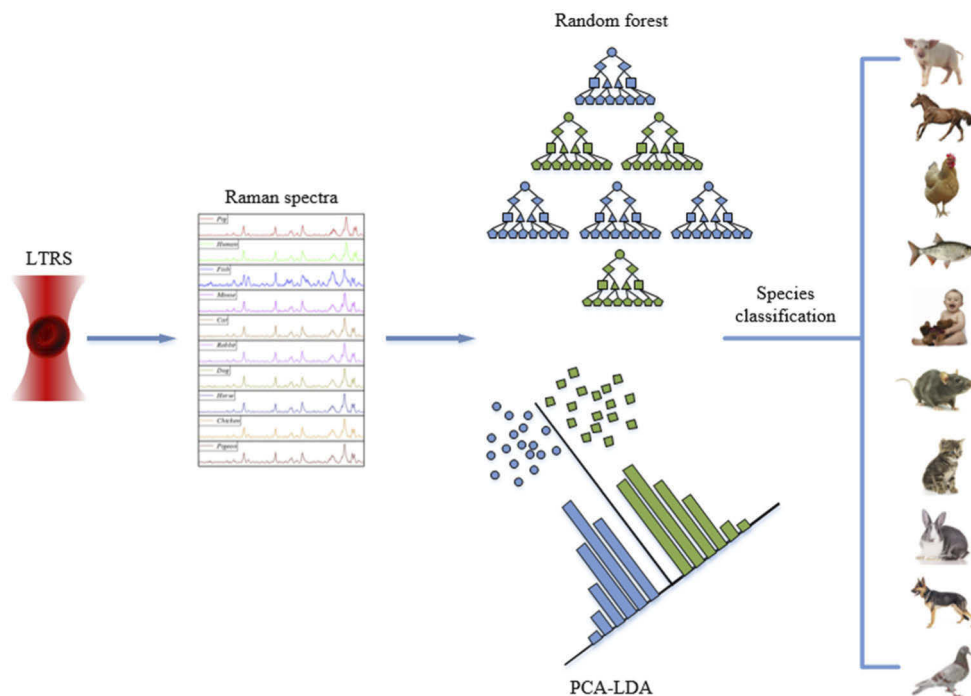 Random forest
Raman spectra
LTRS
Pig
Human
Fish
Mouse
Cat
Rabbit
Dog
Horse
Chicken
Pigeon
Species
classification
PCA-LDA